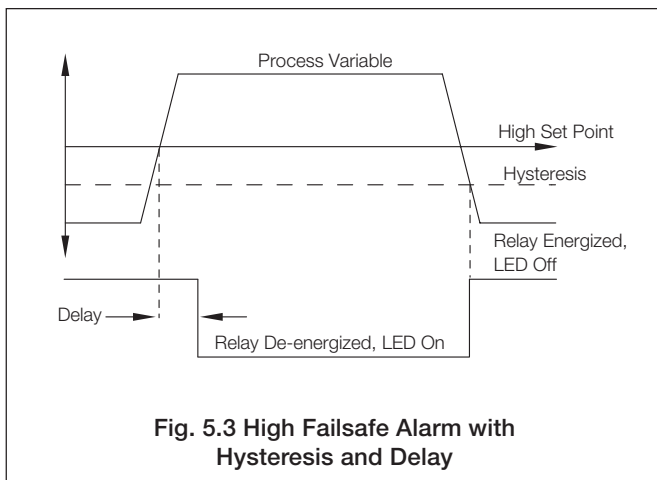 Process Variable
High Set Point
Hysteresis
Relay Energized,
LED Off
Delay
Relay De-energized, LED On
Fig. 5.3 High Failsafe Alarm with
Hysteresis and Delay